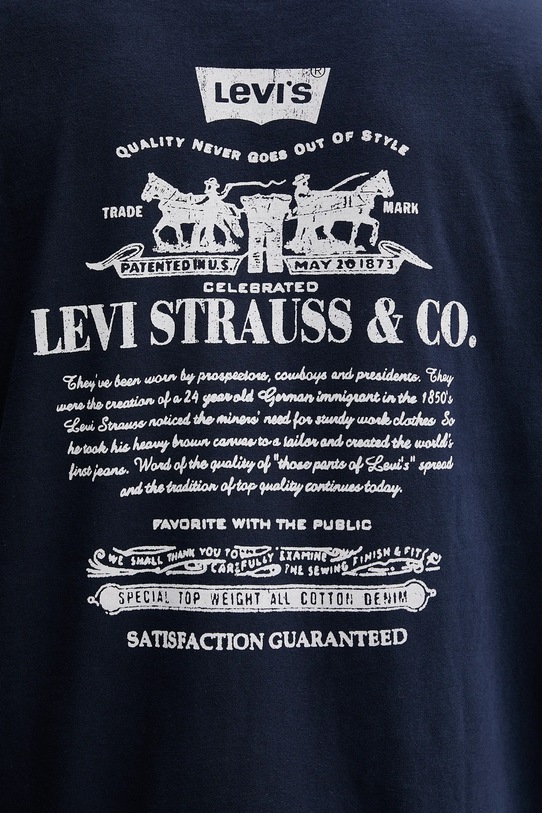 LEVI'S®
QUALITY NEVER GOES OUT OF STYLE
TRADE MARK
PATENTED IN U.S. MAY 20 1873
CELEBRATED
LEVI STRAUSS & CO.
They've been worn by prospectors, cowboys and presidents. They
were the creation of a 24 year old German immigrant in the 1850's
Levi Strauss noticed the miners' need for sturdy work clothes So
he took his heavy brown canvas to a tailor and created the world's
first jeans. Word of the quality of "those pants of Levi's" spread
and the tradition of top quality continues today.
FAVORITE WITH THE PUBLIC
WE SMALL THANK YOU TO CAREFULLY EXAMINE THE SEWING FINISH & FIT
SPECIAL TOP WEIGHT ALL COTTON DENIM
SATISFACTION GUARANTEED